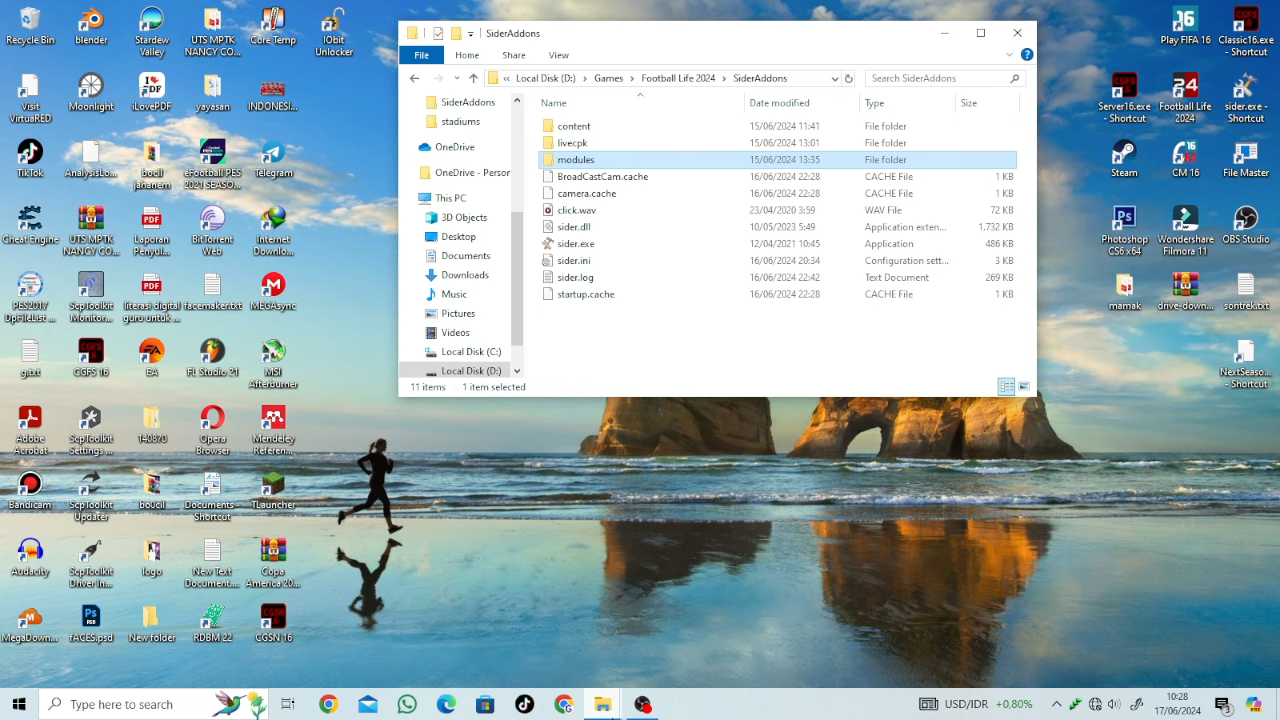 Recycle Bin
blender
Stardew
Valley
UTS MPTK
NANCY CO...
Core Temp
IObit
Unlocker
Visit
VirtuaRED
Moonlight
iLovePDF
yayasan
INDONESI...
TikTok
AnalysisLo...
bocil
jahanem
eFootball PES
2021 SEASO...
Telegram
Cheat Engine
UTS MPTK
NANCY CO...
Laporan
Penyul...
BitTorrent
Web
Internet
Downlo...
PES2017
DpFileList ...
ScpToolkit
Monitor...
literasi digital
guru untuk ...
facemakertxt
MEGAsync
g.txt
CGFS 16
EA
FL Studio 21
MSI
Afterburner
Adobe
Acrobat
ScpToolkit
Settings ...
140870
Opera
Browser
Mendeley
Referen...
Bandicam
ScpToolkit
Updater
boucil
Documents -
Shortcut
TLauncher
Audacity
ScpToolkit
Driver In...
logo
New Text
Document....
Copa
America 20...
MegaDown...
fACES.psd
New folder
RDBM 22
CGSN 16
SiderAddons
File
Home
Share
View
« Local Disk (D:) › Games › Football Life 2024 › SiderAddons
Search SiderAddons
SiderAddons
stadiums
OneDrive
OneDrive - Person
This PC
3D Objects
Desktop
Documents
Downloads
Music
Pictures
Videos
Local Disk (C:)
Local Disk (D:)
Name Date modified Type Size
content 15/06/2024 11:41 File folder
livecpk 15/06/2024 13:01 File folder
modules 15/06/2024 13:35 File folder
BroadCastCam.cache 16/06/2024 22:28 CACHE File 1 KB
camera.cache 16/06/2024 22:28 CACHE File 1 KB
click.wav 23/04/2020 3:59 WAV File 72 KB
sider.dll 10/05/2023 5:49 Application exten... 1.732 KB
sider.exe 12/04/2021 10:45 Application 486 KB
sider.ini 16/06/2024 20:34 Configuration sett... 3 KB
sider.log 16/06/2024 22:42 Text Document 269 KB
startup.cache 16/06/2024 22:28 CACHE File 1 KB
11 items 1 item selected
Play FIFA 16
Classic16.exe
- Shortcut
Server16.exe
- Shortcut
Football Life
2024
sider.exe -
Shortcut
Steam
CM 16
File Master
Photoshop
CS6 x64
Wondershare
Filmora 11
OBS Studio
mamak
drive-down...
sontrek.txt
NextSeaso...
- Shortcut
Type here to search
USD/IDR +0,80%
10:28
17/06/2024
3